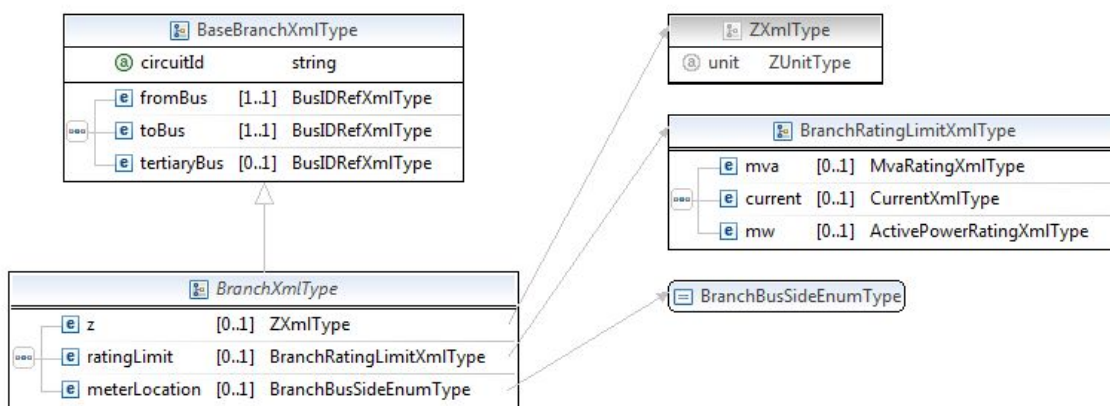 BaseBranchXmlType
circuitId string
fromBus [1..1] BusIDRefXmlType
toBus [1..1] BusIDRefXmlType
tertiaryBus [0..1] BusIDRefXmlType
ZXmlType
unit ZUnitType
BranchRatingLimitXmlType
mva [0..1] MvaRatingXmlType
current [0..1] CurrentXmlType
mw [0..1] ActivePowerRatingXmlType
BranchXmlType
z [0..1] ZXmlType
ratingLimit [0..1] BranchRatingLimitXmlType
meterLocation [0..1] BranchBusSideEnumType
BranchBusSideEnumType